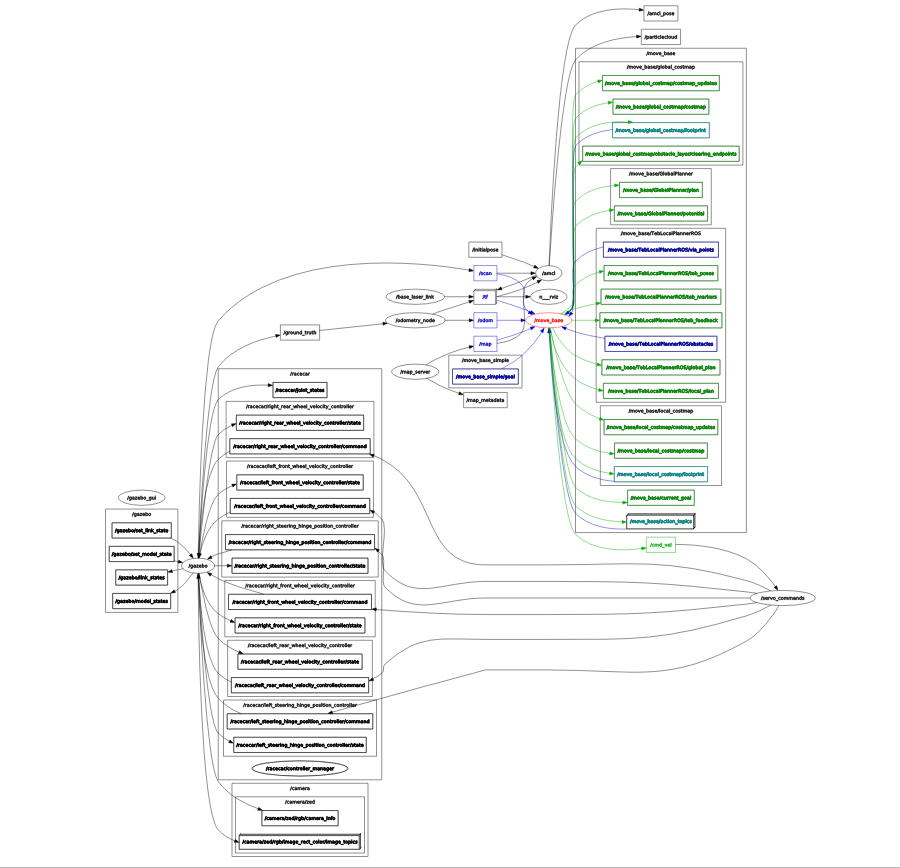 /amcl_pose
/particlecloud
/move_base
/move_base/global_costmap
/move_base/global_costmap/costmap_updates
/move_base/global_costmap/costmap
/move_base/global_costmap/footprint
/move_base/global_costmap/obstacle_layer/clearing_endpoints
/move_base/GlobalPlanner
/move_base/GlobalPlanner/plan
/move_base/GlobalPlanner/potential
/move_base/TebLocalPlannerROS
/move_base/TebLocalPlannerROS/via_points
/move_base/TebLocalPlannerROS/teb_poses
/move_base/TebLocalPlannerROS/teb_markers
/move_base/TebLocalPlannerROS/teb_feedback
/move_base/TebLocalPlannerROS/obstacles
/move_base/TebLocalPlannerROS/global_plan
/move_base/TebLocalPlannerROS/local_plan
/move_base/local_costmap
/move_base/local_costmap/costmap_updates
/move_base/local_costmap/costmap
/move_base/local_costmap/footprint
/move_base/current_goal
/move_base/action_topics
/cmd_vel
/servo_commands
/initialpose
/scan
/amcl
/base_laser_link
/tf
n__rviz
/odometry_node
/odom
/move_base
/ground_truth
/map
/map_server
/move_base_simple
/move_base_simple/goal
/map_metadata
/racecar
/racecar/joint_states
/racecar/right_rear_wheel_velocity_controller
/racecar/right_rear_wheel_velocity_controller/state
/racecar/right_rear_wheel_velocity_controller/command
/racecar/left_front_wheel_velocity_controller
/racecar/left_front_wheel_velocity_controller/state
/racecar/left_front_wheel_velocity_controller/command
/racecar/right_steering_hinge_position_controller
/racecar/right_steering_hinge_position_controller/command
/racecar/right_steering_hinge_position_controller/state
/racecar/right_front_wheel_velocity_controller
/racecar/right_front_wheel_velocity_controller/command
/racecar/right_front_wheel_velocity_controller/state
/racecar/left_rear_wheel_velocity_controller
/racecar/left_rear_wheel_velocity_controller/state
/racecar/left_rear_wheel_velocity_controller/command
/racecar/left_steering_hinge_position_controller
/racecar/left_steering_hinge_position_controller/command
/racecar/left_steering_hinge_position_controller/state
/racecar/controller_manager
/gazebo_gui
/gazebo
/gazebo/set_link_state
/gazebo/set_model_state
/gazebo/link_states
/gazebo/model_states
/gazebo
/camera
/camera/zed
/camera/zed/rgb/camera_info
/camera/zed/rgb/image_rect_color/image_topics